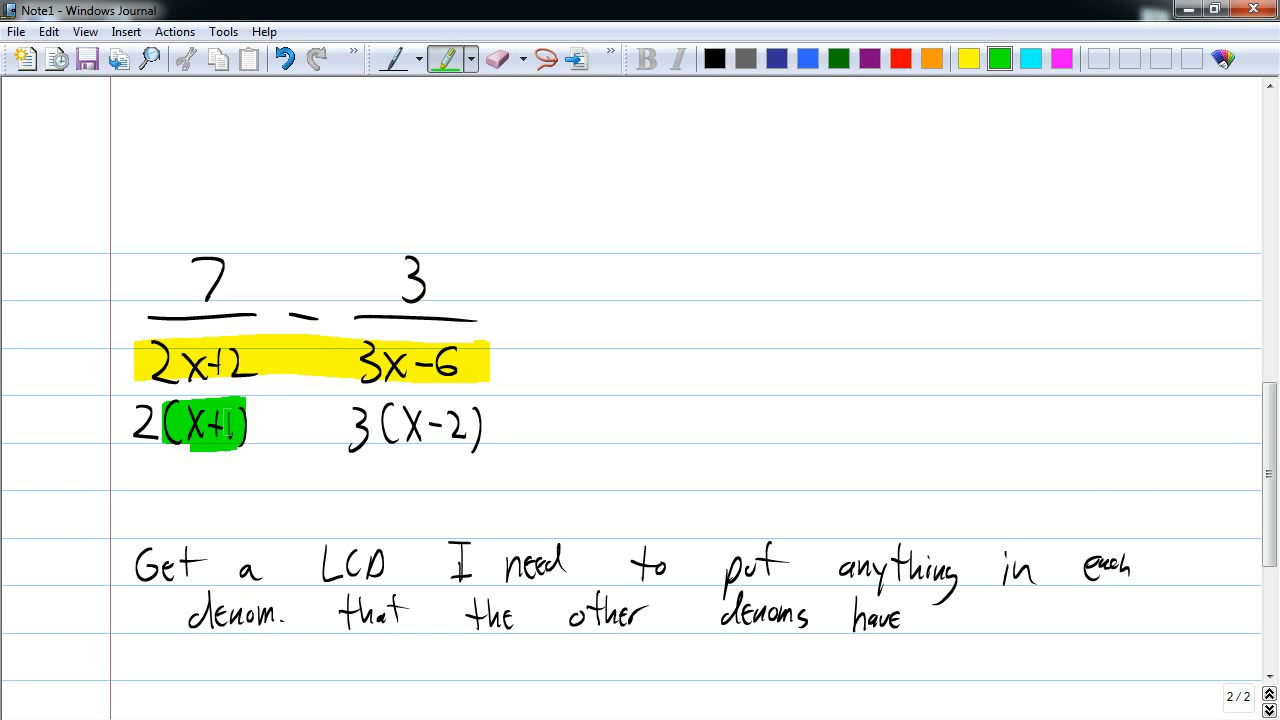 Note1 - Windows Journal
File Edit View Insert Actions Tools Help
B I
7 3
—— – ——
2x+2 3x-6
2(x+1) 3(x-2)
Get a LCD I need to put anything in each
denom. that the other denoms have
2 / 2